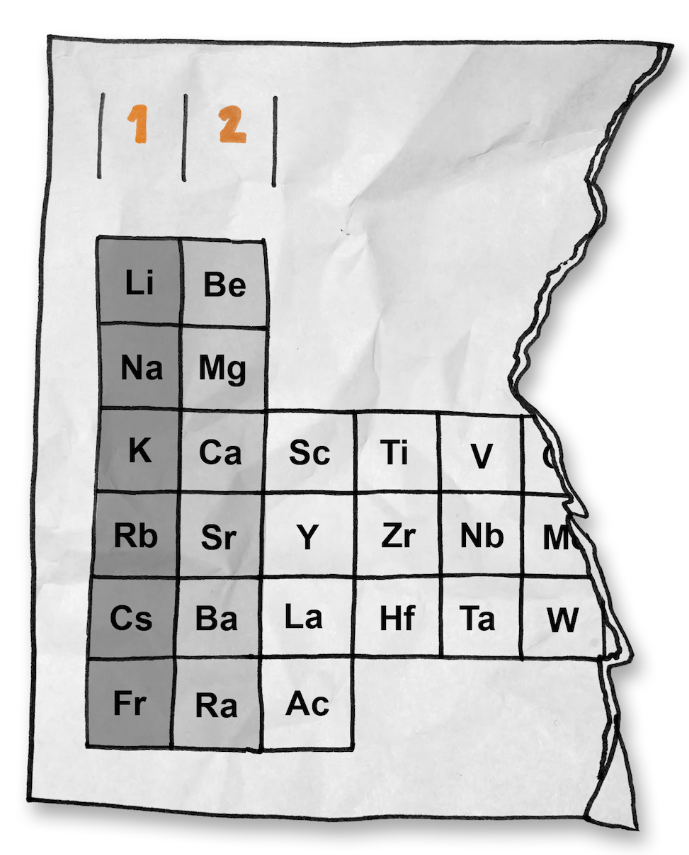 1 2
Li Be
Na Mg
K Ca Sc Ti V
Rb Sr Y Zr Nb
Cs Ba La Hf Ta W
Fr Ra Ac